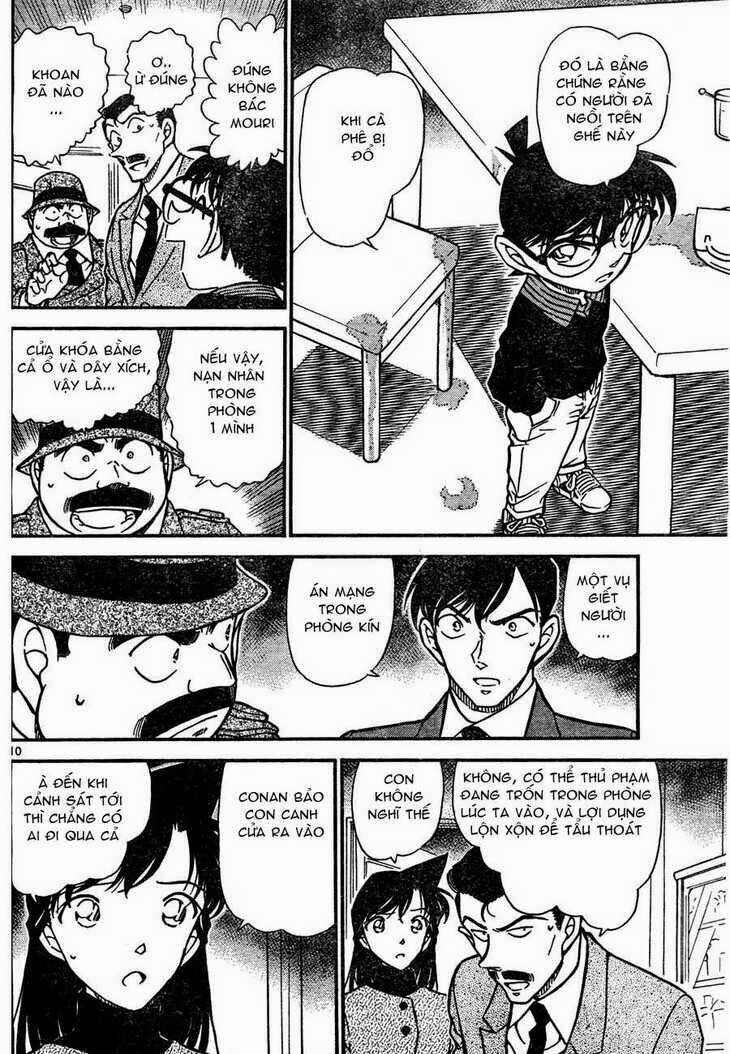 ĐÓ LÀ BẰNG
CHỨNG RẰNG
CÓ NGƯỜI ĐÃ
NGỒI TRÊN
GHẾ NÀY
KHI CÀ
PHÊ BỊ
ĐỔ
ĐÚNG
KHÔNG
BÁC
MOURI
Ơ..
Ừ ĐÚNG
KHOAN
ĐÃ NÀO
...
NẾU VẬY,
NẠN NHÂN
TRONG
PHÒNG
1 MÌNH
CỬA KHÓA BẰNG
CẢ Ổ VÀ DÂY XÍCH,
VẬY LÀ...
MỘT VỤ
GIẾT
NGƯỜI
...
ÁN MẠNG
TRONG
PHÒNG KÍN
10
KHÔNG, CÓ THỂ THỦ PHẠM
ĐANG TRỐN TRONG PHÒNG
LÚC TA VÀO, VÀ LỢI DỤNG
LỘN XỘN ĐỂ TẨU THOÁT
CON
KHÔNG
NGHĨ THẾ
CONAN BẢO
CON CANH
CỬA RA VÀO
À ĐẾN KHI
CẢNH SÁT TỚI
THÌ CHẲNG CÓ
AI ĐI QUA CẢ